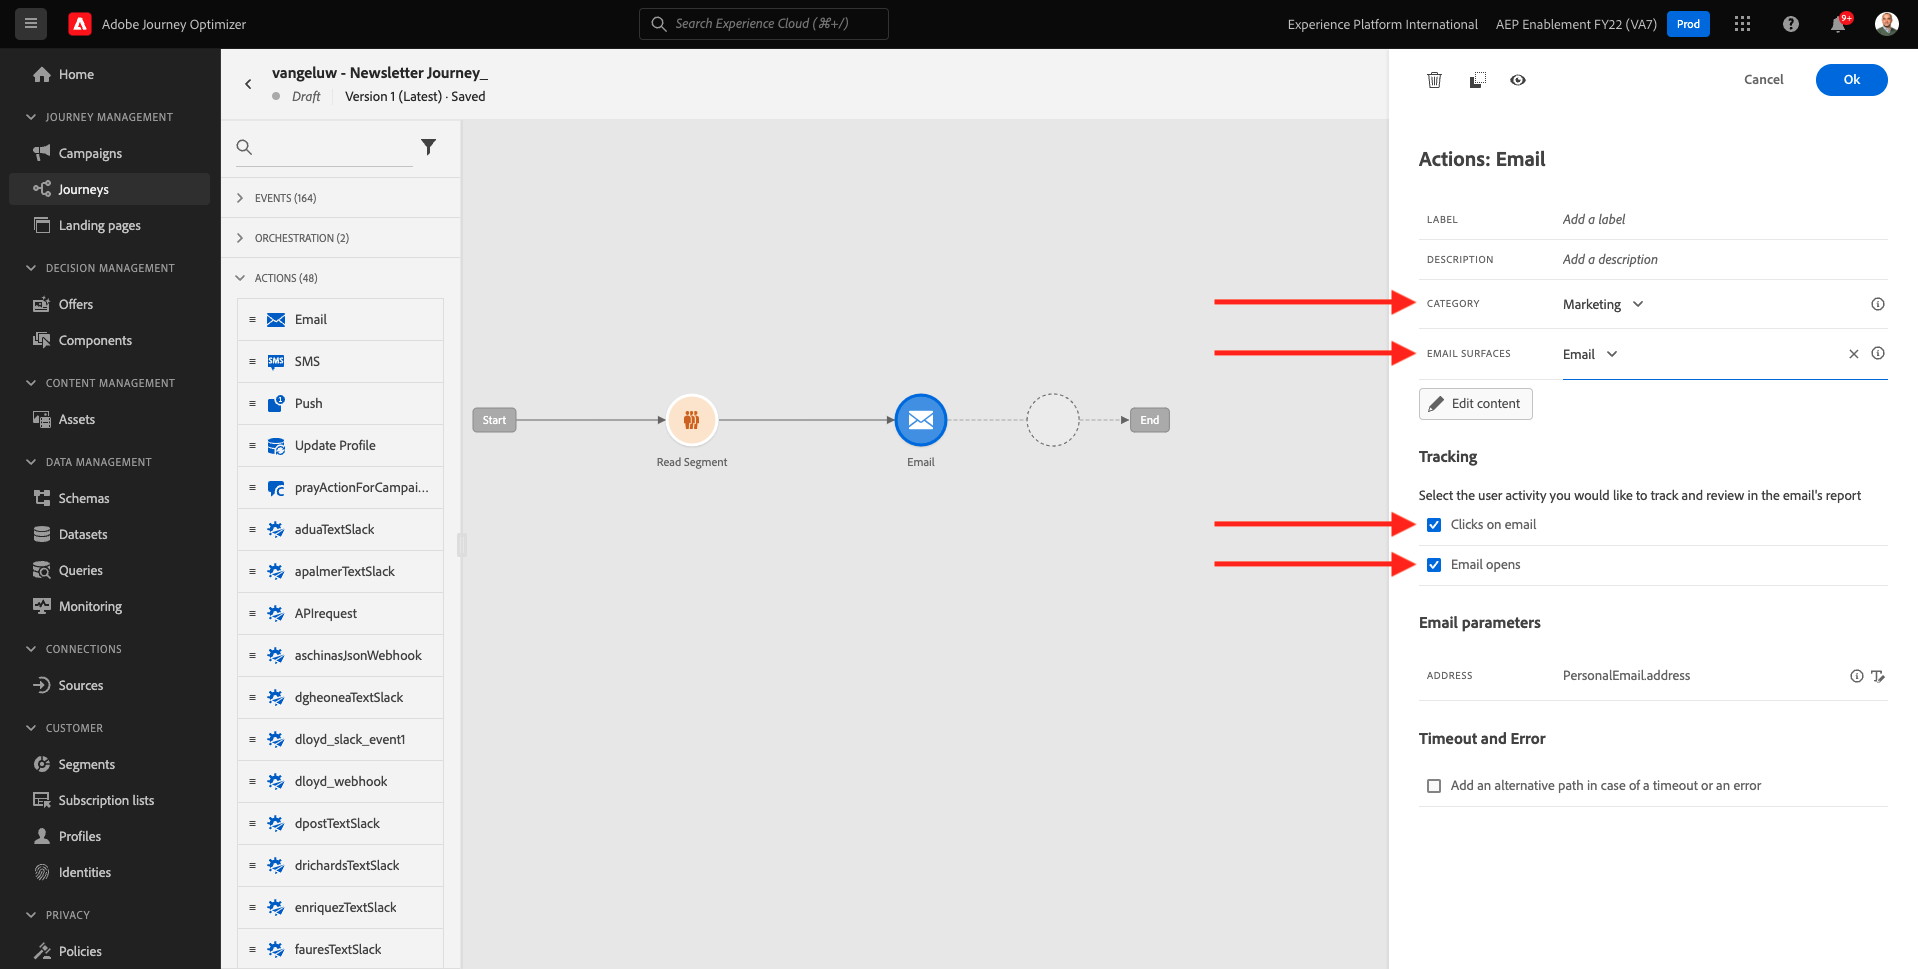 Adobe Journey Optimizer
Search Experience Cloud (⌘+/)
Experience Platform International
AEP Enablement FY22 (VA7)
Prod
9+
Home
JOURNEY MANAGEMENT
Campaigns
Journeys
Landing pages
DECISION MANAGEMENT
Offers
Components
CONTENT MANAGEMENT
Assets
DATA MANAGEMENT
Schemas
Datasets
Queries
Monitoring
CONNECTIONS
Sources
CUSTOMER
Segments
Subscription lists
Profiles
Identities
PRIVACY
Policies
vangeluw - Newsletter Journey_
Draft
Version 1 (Latest) · Saved
EVENTS (164)
ORCHESTRATION (2)
ACTIONS (48)
Email
SMS
SMS
Push
Update Profile
prayActionForCampai...
aduaTextSlack
apalmerTextSlack
APIrequest
aschinasJsonWebhook
dgheoneaTextSlack
dloyd_slack_event1
dloyd_webhook
dpostTextSlack
drichardsTextSlack
enriquezTextSlack
fauresTextSlack
Start
Read Segment
Email
End
Cancel
Ok
Actions: Email
LABEL
Add a label
DESCRIPTION
Add a description
CATEGORY
Marketing
EMAIL SURFACES
Email
Edit content
Tracking
Select the user activity you would like to track and review in the email's report
Clicks on email
Email opens
Email parameters
ADDRESS
PersonalEmail.address
Timeout and Error
Add an alternative path in case of a timeout or an error